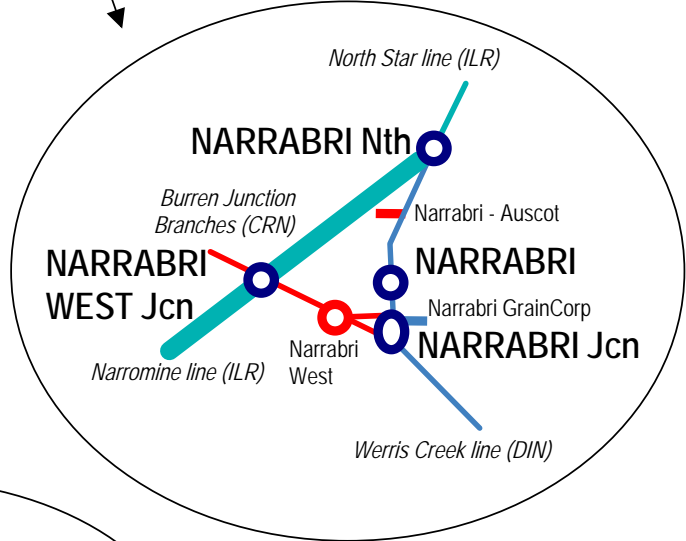 North Star line (ILR)
NARRABRI Nth
Burren Junction
Branches (CRN)
Narrabri - Auscot
NARRABRI
WEST Jcn
NARRABRI
Narrabri GrainCorp
NARRABRI Jcn
Narrabri
West
Narromine line (ILR)
Werris Creek line (DIN)